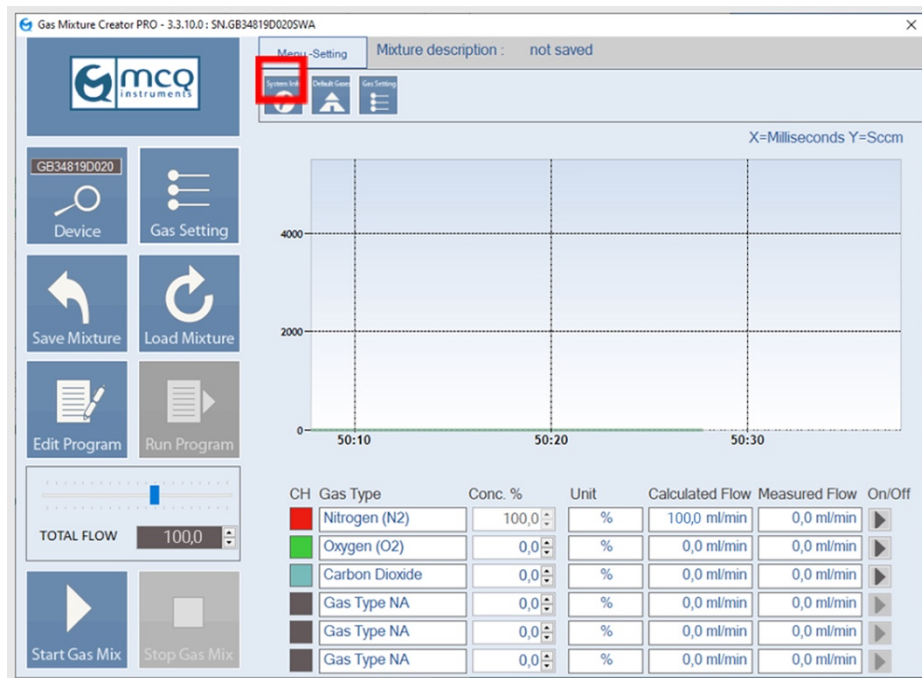 Gas Mixture Creator PRO - 3.3.10.0 : SN.GB34819D020SWA
mcq
instruments
Menu -Setting
Mixture description : not saved
System Info
Default Gases
Gas Setting
X=Milliseconds Y=Sccm
GB34819D020
Device
Gas Setting
Save Mixture
Load Mixture
Edit Program
Run Program
TOTAL FLOW 100,0
Start Gas Mix
Stop Gas Mix
4000
2000
0
50:10 50:20 50:30
CH Gas Type Conc. % Unit Calculated Flow Measured Flow On/Off
Nitrogen (N2) 100,0 % 100,0 ml/min 0,0 ml/min
Oxygen (O2) 0,0 % 0,0 ml/min 0,0 ml/min
Carbon Dioxide 0,0 % 0,0 ml/min 0,0 ml/min
Gas Type NA 0,0 % 0,0 ml/min 0,0 ml/min
Gas Type NA 0,0 % 0,0 ml/min 0,0 ml/min
Gas Type NA 0,0 % 0,0 ml/min 0,0 ml/min